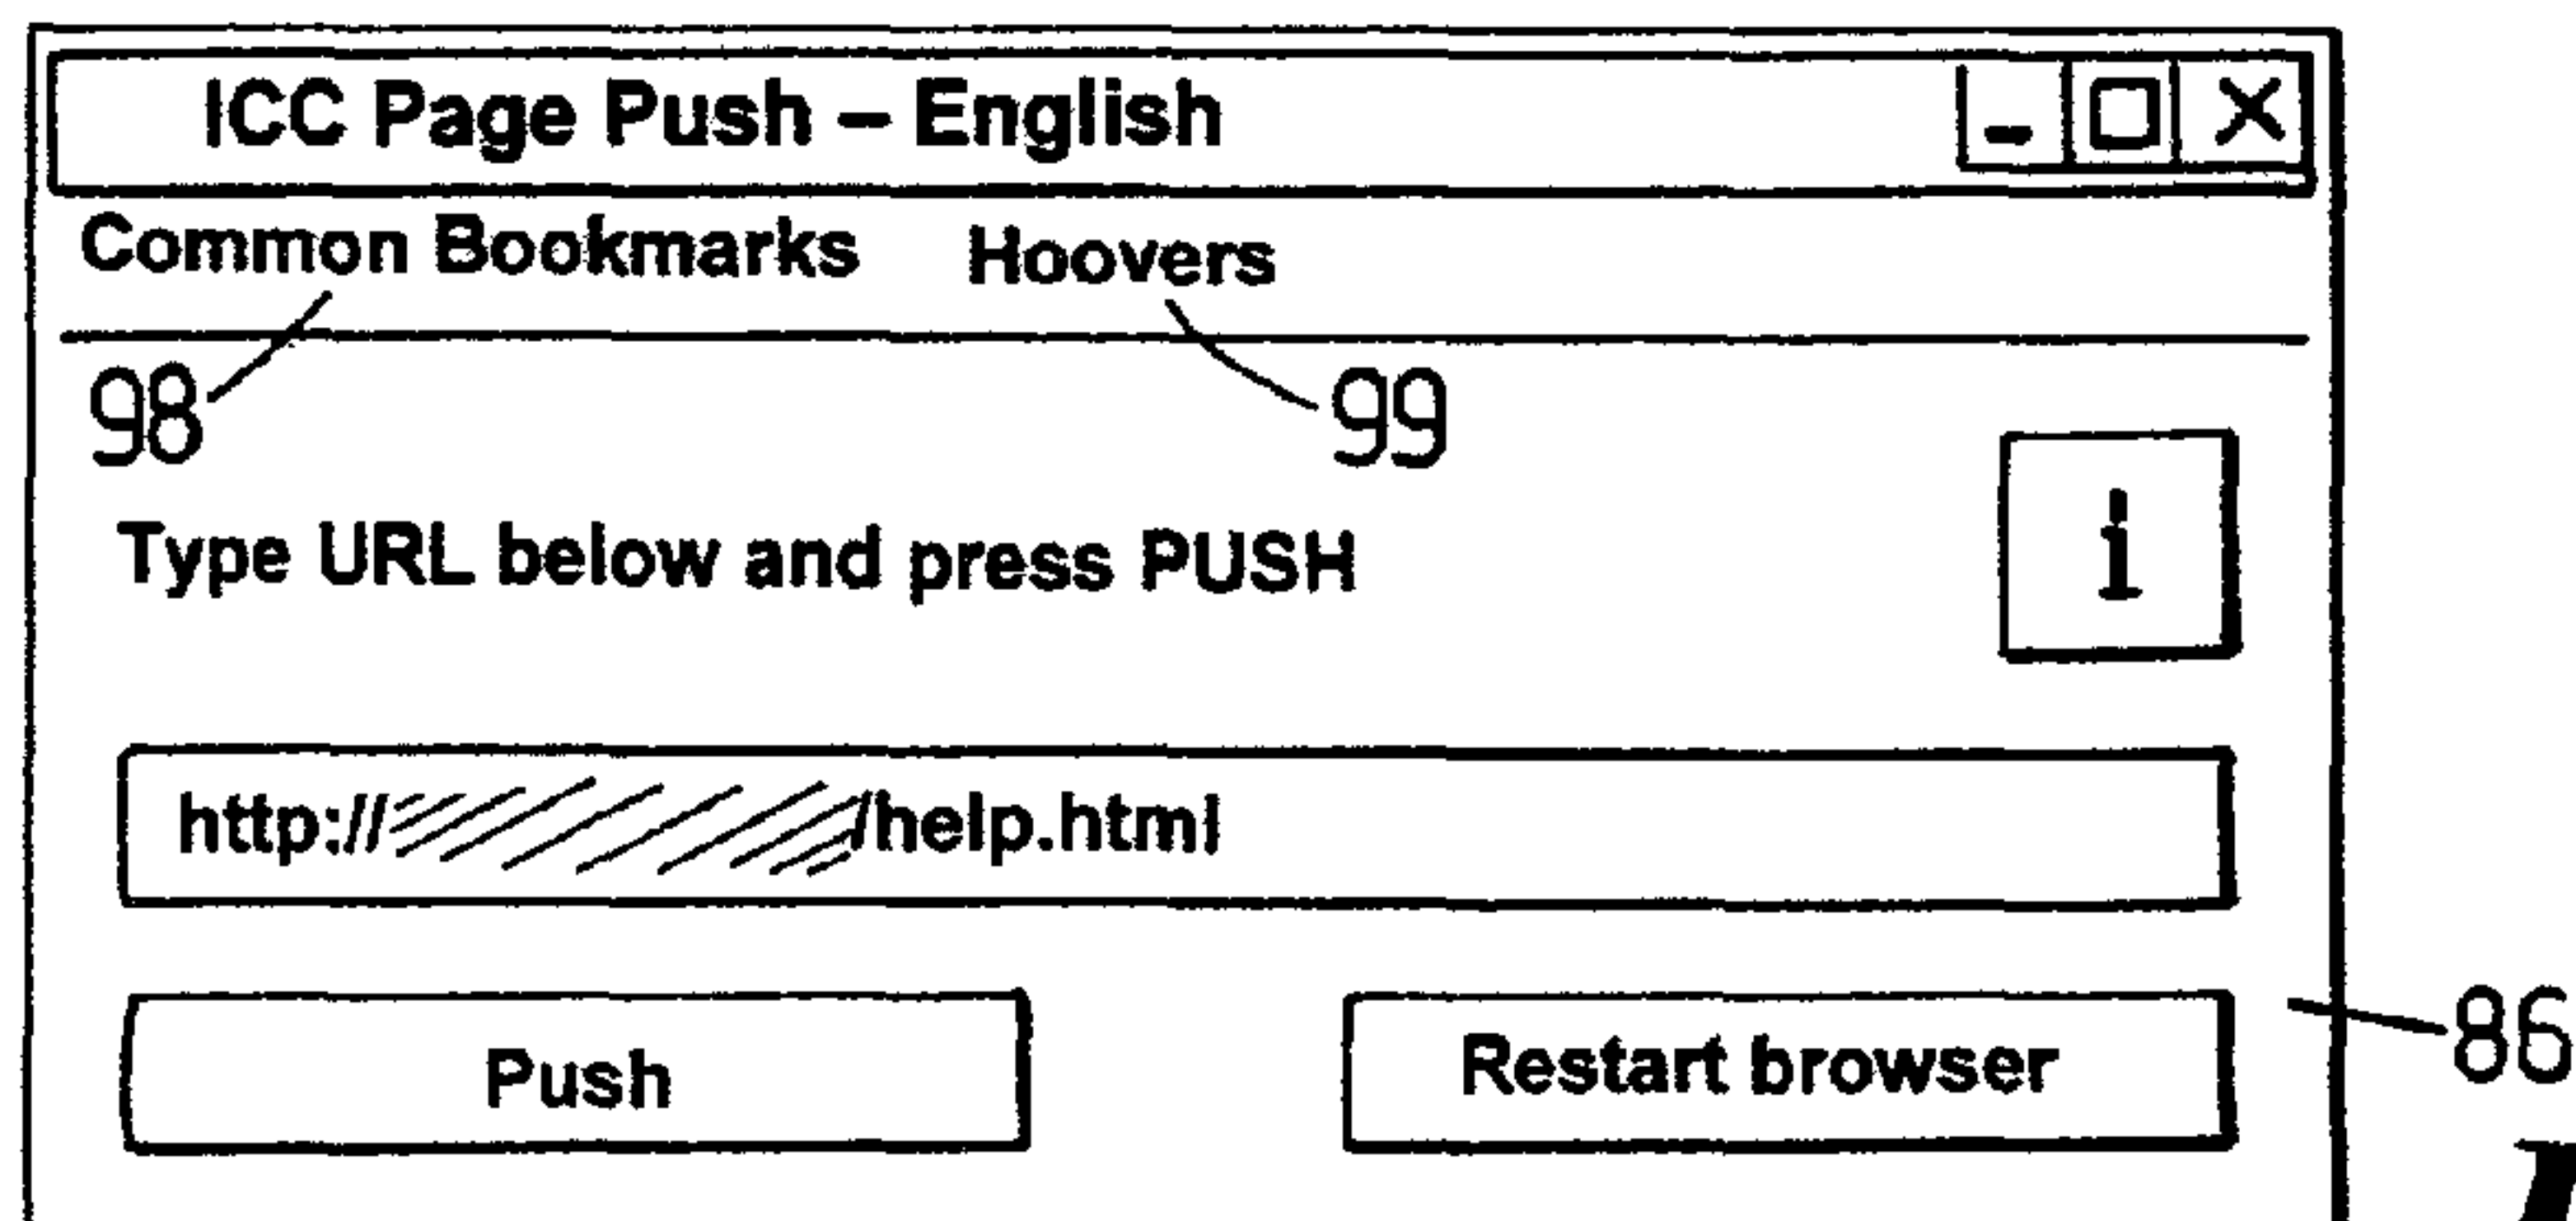 ICC Page Push – English
Common Bookmarks Hoovers
98 99
Type URL below and press PUSH
i
http:// /help.html
86
Push Restart browser